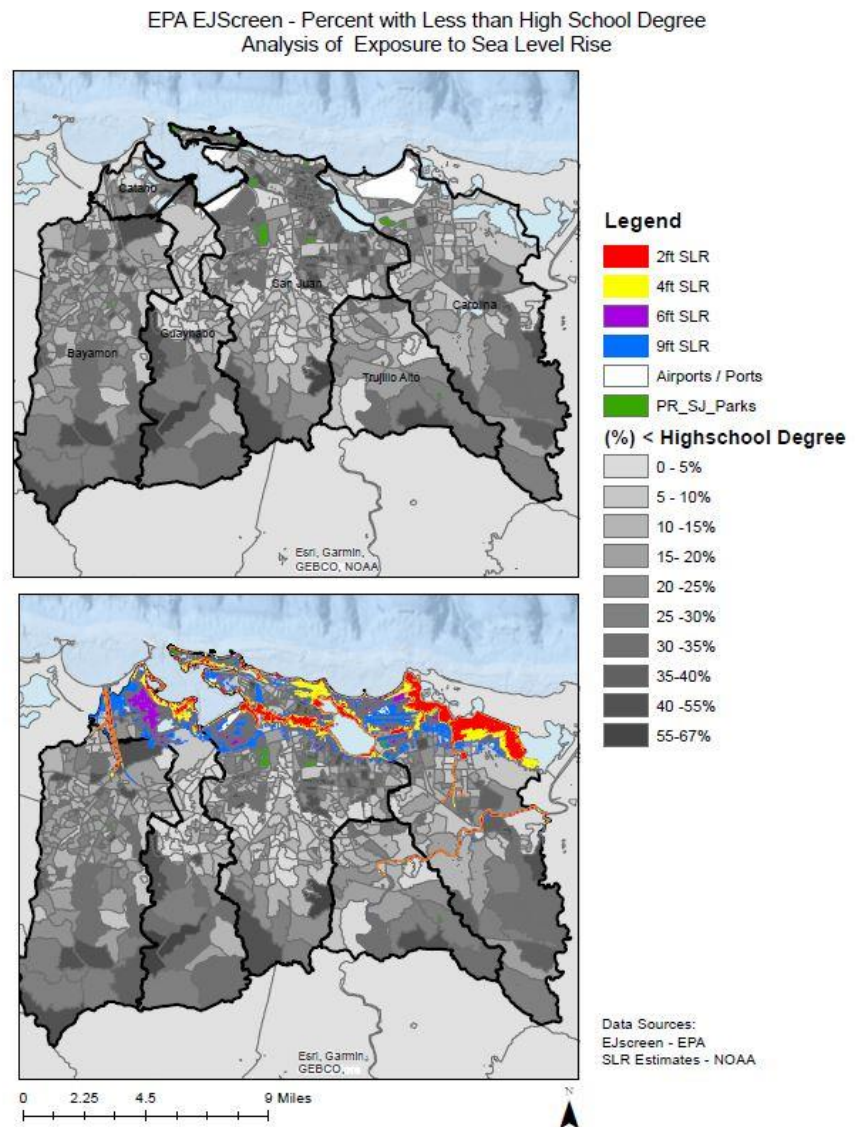 EPA EJScreen - Percent with Less than High School Degree
Analysis of Exposure to Sea Level Rise
Cataño
San Juan
Carolina
Guaynabo
Bayamon
Trujillo Alto
Esri, Garmin,
GEBCO, NOAA
Legend
2ft SLR
4ft SLR
6ft SLR
9ft SLR
Airports / Ports
PR_SJ_Parks
(%) < Highschool Degree
0 - 5%
5 - 10%
10 -15%
15- 20%
20 -25%
25 -30%
30 -35%
35-40%
40 -55%
55-67%
Esri, Garmin,
GEBCO,
Data Sources:
EJscreen - EPA
SLR Estimates - NOAA
0 2.25 4.5 9 Miles
N